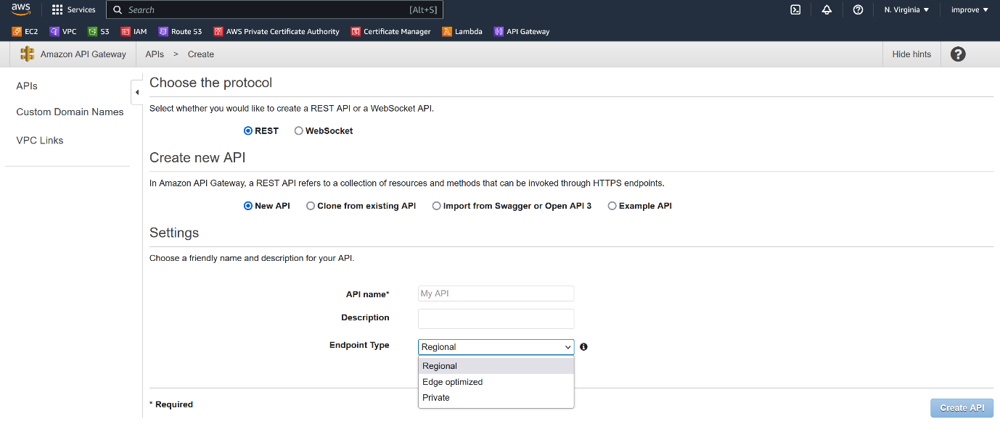 aws Services Search [Alt+S] N. Virginia improve
EC2 VPC S3 IAM Route 53 AWS Private Certificate Authority Certificate Manager Lambda API Gateway
Amazon API Gateway APIs > Create Hide hints ?
APIs
Custom Domain Names
VPC Links
Choose the protocol
Select whether you would like to create a REST API or a WebSocket API.
REST WebSocket
Create new API
In Amazon API Gateway, a REST API refers to a collection of resources and methods that can be invoked through HTTPS endpoints.
New API Clone from existing API Import from Swagger or Open API 3 Example API
Settings
Choose a friendly name and description for your API.
API name* My API
Description
Endpoint Type Regional
Regional
Edge optimized
Private
* Required
Create API